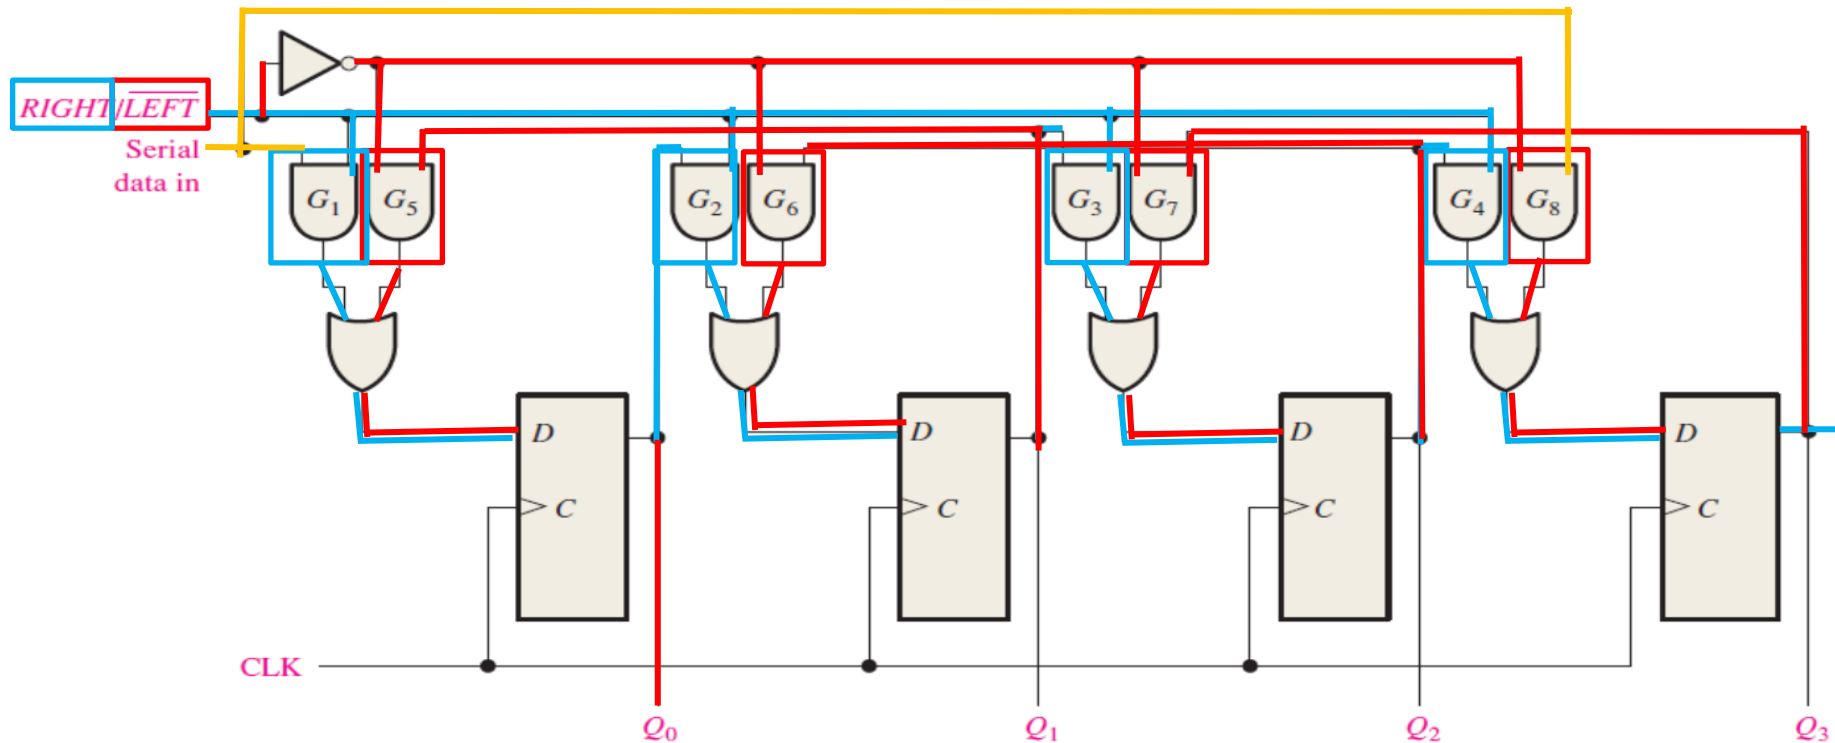 RIGHT/LEFT
Serial
data in
G1 G5 G2 G6 G3 G7 G4 G8
D D D D
C C C C
CLK
Q0 Q1 Q2 Q3